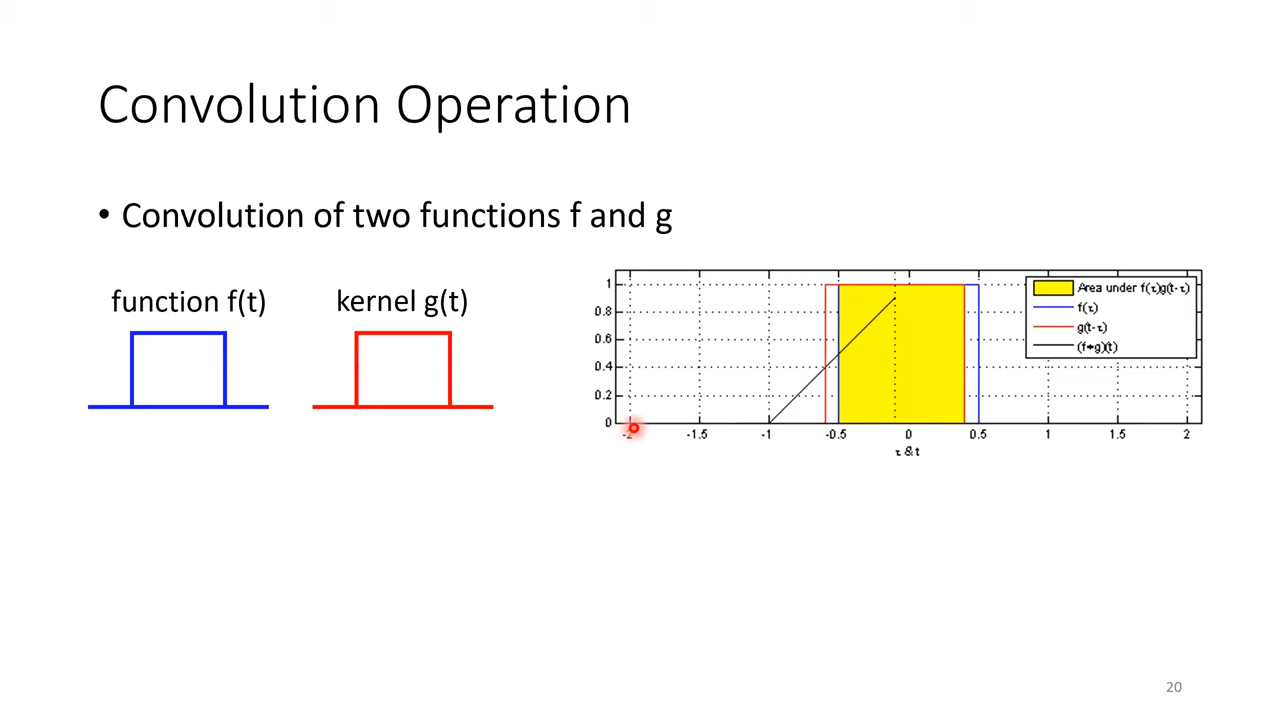 Convolution Operation
• Convolution of two functions f and g
function f(t)
kernel g(t)
Area under f(τ)g(t-τ)
f(τ)
g(t-τ)
(f∗g)(t)
1
0.8
0.6
0.4
0.2
0
-2 -1.5 -1 -0.5 0 0.5 1 1.5 2
τ & t
20